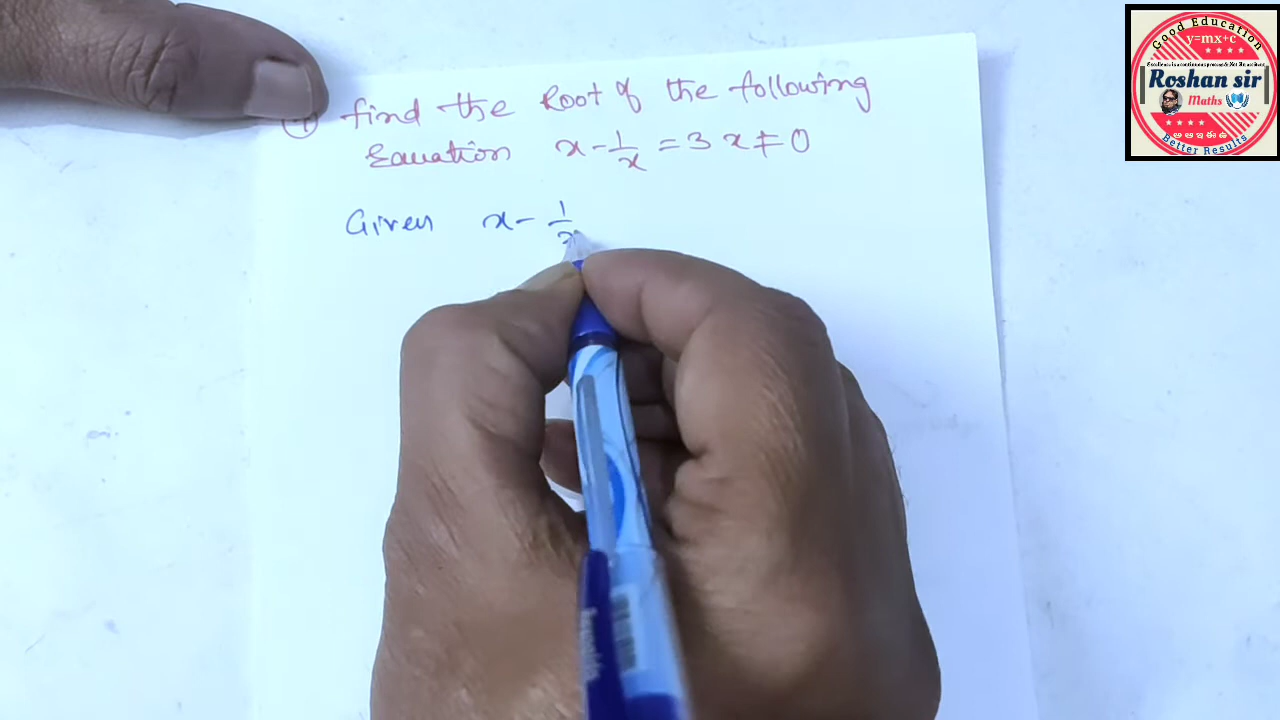 find the Root of the following
Equation x - 1/x = 3 x ≠ 0
Given x - 1/x
Good Education
y=mx+c
Roshan sir
Maths
Better Results